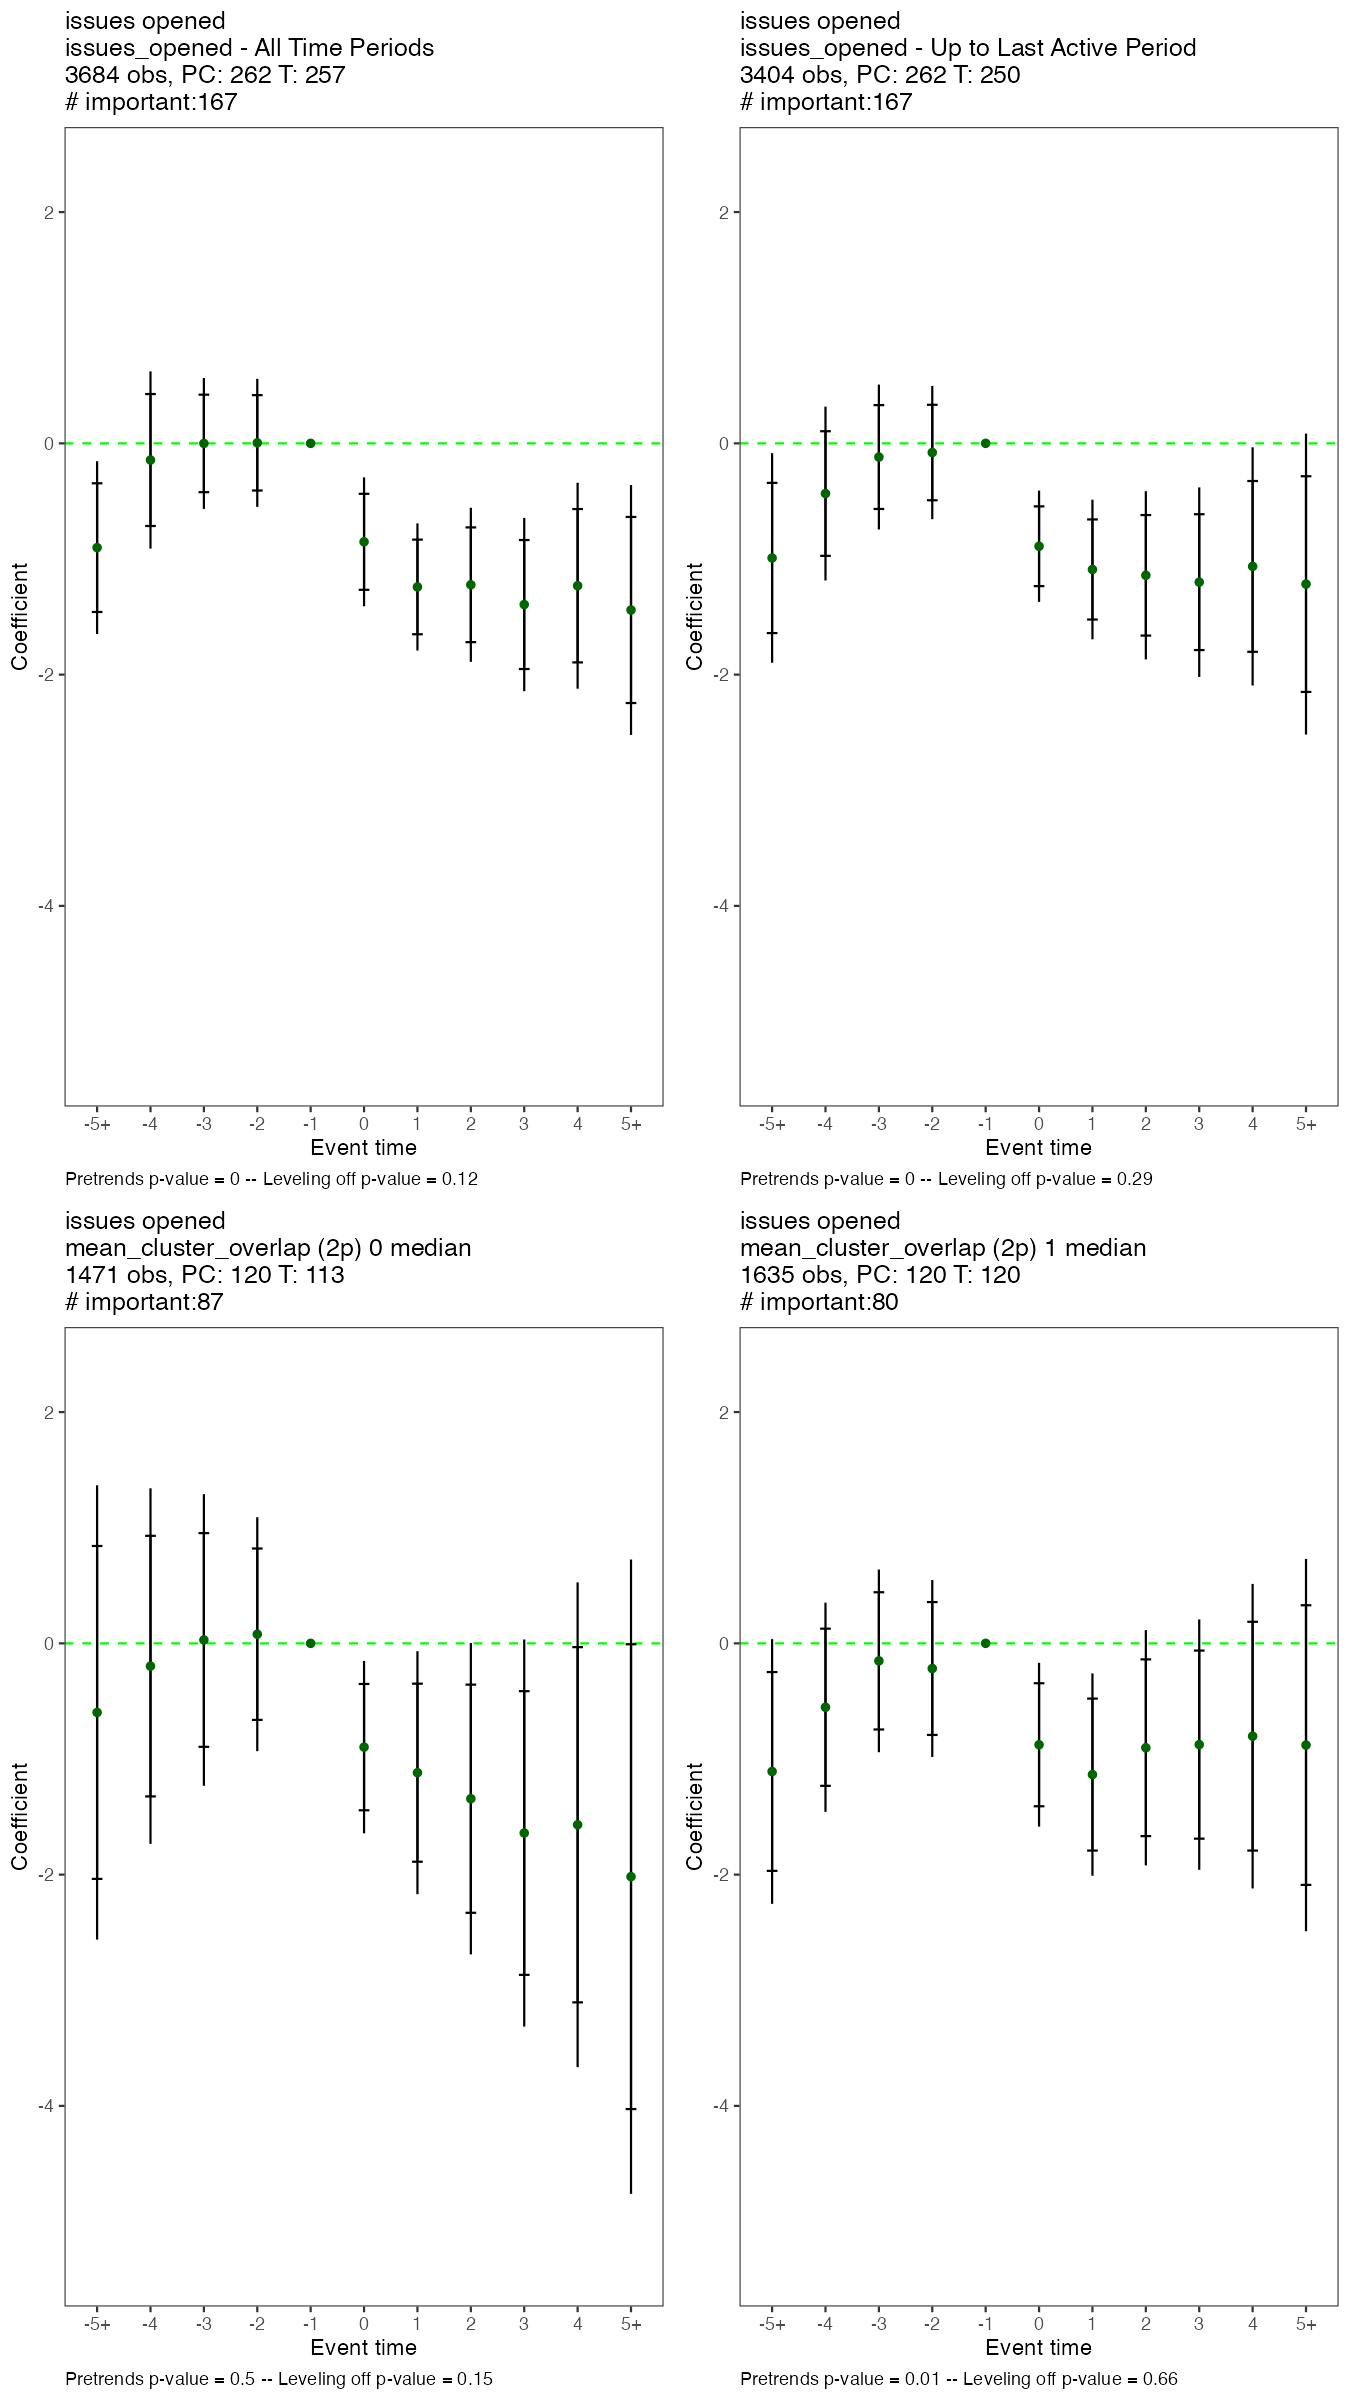 issues opened
issues_opened - All Time Periods
3684 obs, PC: 262 T: 257
# important:167
2
0
-2
-4
Coefficient
-5+ -4 -3 -2 -1 0 1 2 3 4 5+
Event time
Pretrends p-value = 0 -- Leveling off p-value = 0.12
issues opened
issues_opened - Up to Last Active Period
3404 obs, PC: 262 T: 250
# important:167
2
0
-2
-4
Coefficient
-5+ -4 -3 -2 -1 0 1 2 3 4 5+
Event time
Pretrends p-value = 0 -- Leveling off p-value = 0.29
issues opened
mean_cluster_overlap (2p) 0 median
1471 obs, PC: 120 T: 113
# important:87
2
0
-2
-4
Coefficient
-5+ -4 -3 -2 -1 0 1 2 3 4 5+
Event time
Pretrends p-value = 0.5 -- Leveling off p-value = 0.15
issues opened
mean_cluster_overlap (2p) 1 median
1635 obs, PC: 120 T: 120
# important:80
2
0
-2
-4
Coefficient
-5+ -4 -3 -2 -1 0 1 2 3 4 5+
Event time
Pretrends p-value = 0.01 -- Leveling off p-value = 0.66